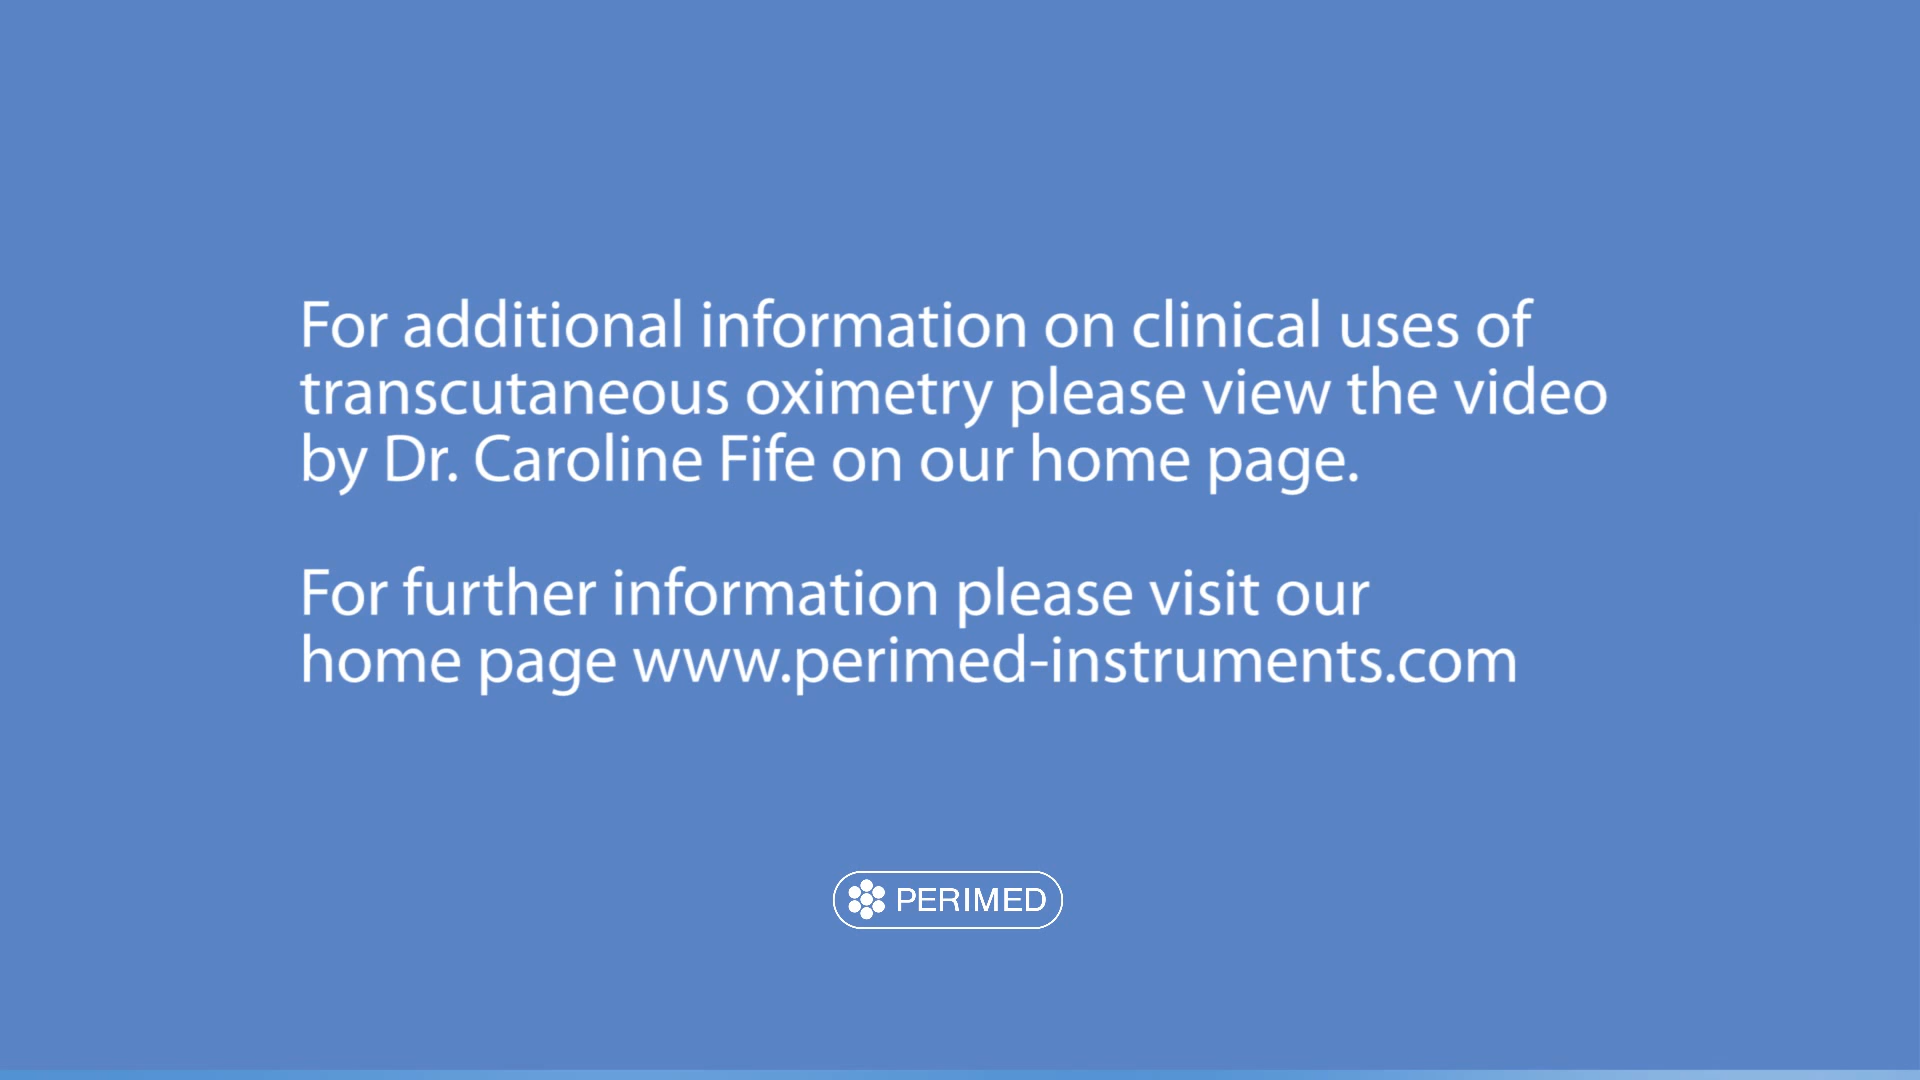 For additional information on clinical uses of
transcutaneous oximetry please view the video
by Dr. Caroline Fife on our home page.
For further information please visit our
home page www.perimed-instruments.com
PERIMED